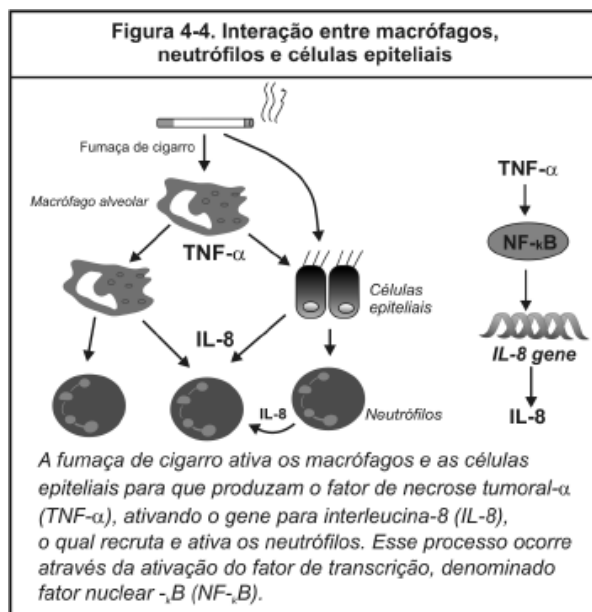 Figura 4-4. Interação entre macrófagos,
neutrófilos e células epiteliais
Fumaça de cigarro
Macrófago alveolar
TNF-α
Células
epiteliais
IL-8
IL-8
Neutrófilos
TNF-α
NF-κB
IL-8 gene
IL-8
A fumaça de cigarro ativa os macrófagos e as células
epiteliais para que produzam o fator de necrose tumoral-α
(TNF-α), ativando o gene para interleucina-8 (IL-8),
o qual recruta e ativa os neutrófilos. Esse processo ocorre
através da ativação do fator de transcrição, denominado
fator nuclear -κB (NF-κB).